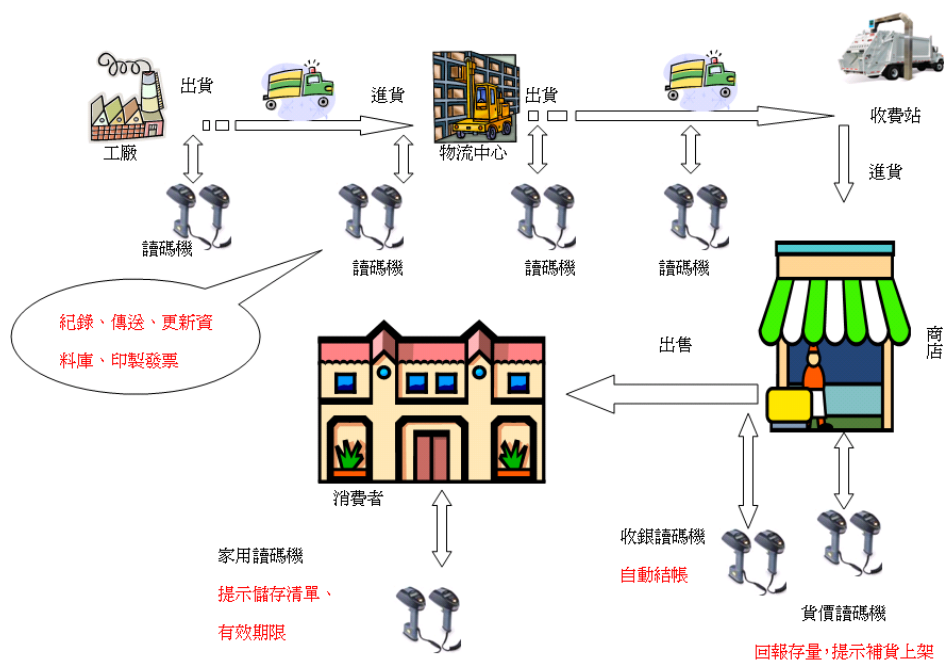 出貨
進貨
出貨
工廠
物流中心
收費站
進貨
讀碼機
讀碼機
讀碼機
讀碼機
紀錄、傳送、更新資
料庫、印製發票
商店
出售
消費者
家用讀碼機
提示儲存清單、
有效期限
收銀讀碼機
自動結帳
貨價讀碼機
回報存量,提示補貨上架